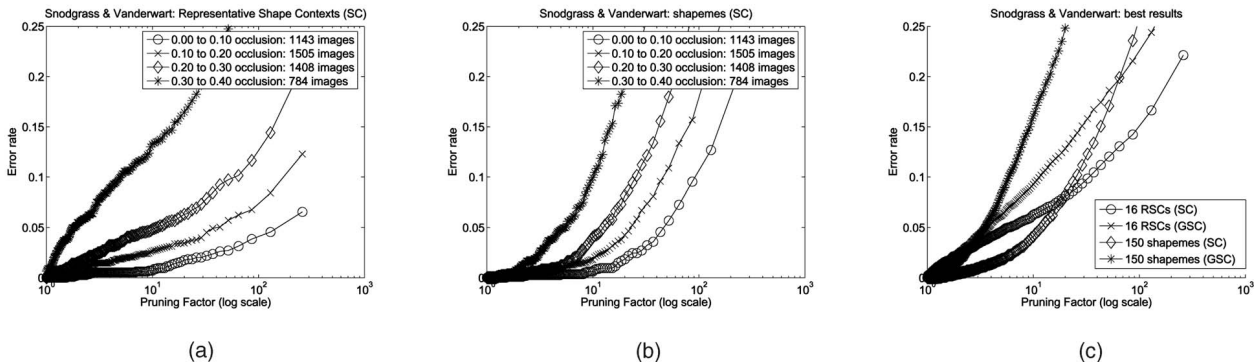 Snodgrass & Vanderwart: Representative Shape Contexts (SC)
0.25
0.2
0.15
0.1
0.05
0
Error rate
0.00 to 0.10 occlusion: 1143 images
0.10 to 0.20 occlusion: 1505 images
0.20 to 0.30 occlusion: 1408 images
0.30 to 0.40 occlusion: 784 images
10^0 10^1 10^2 10^3
Pruning Factor (log scale)
(a)
Snodgrass & Vanderwart: shapemes (SC)
0.25
0.2
0.15
0.1
0.05
0
Error rate
0.00 to 0.10 occlusion: 1143 images
0.10 to 0.20 occlusion: 1505 images
0.20 to 0.30 occlusion: 1408 images
0.30 to 0.40 occlusion: 784 images
10^0 10^1 10^2 10^3
Pruning Factor (log scale)
(b)
Snodgrass & Vanderwart: best results
0.25
0.2
0.15
0.1
0.05
0
Error rate
16 RSCs (SC)
16 RSCs (GSC)
150 shapemes (SC)
150 shapemes (GSC)
10^0 10^1 10^2 10^3
Pruning Factor (log scale)
(c)